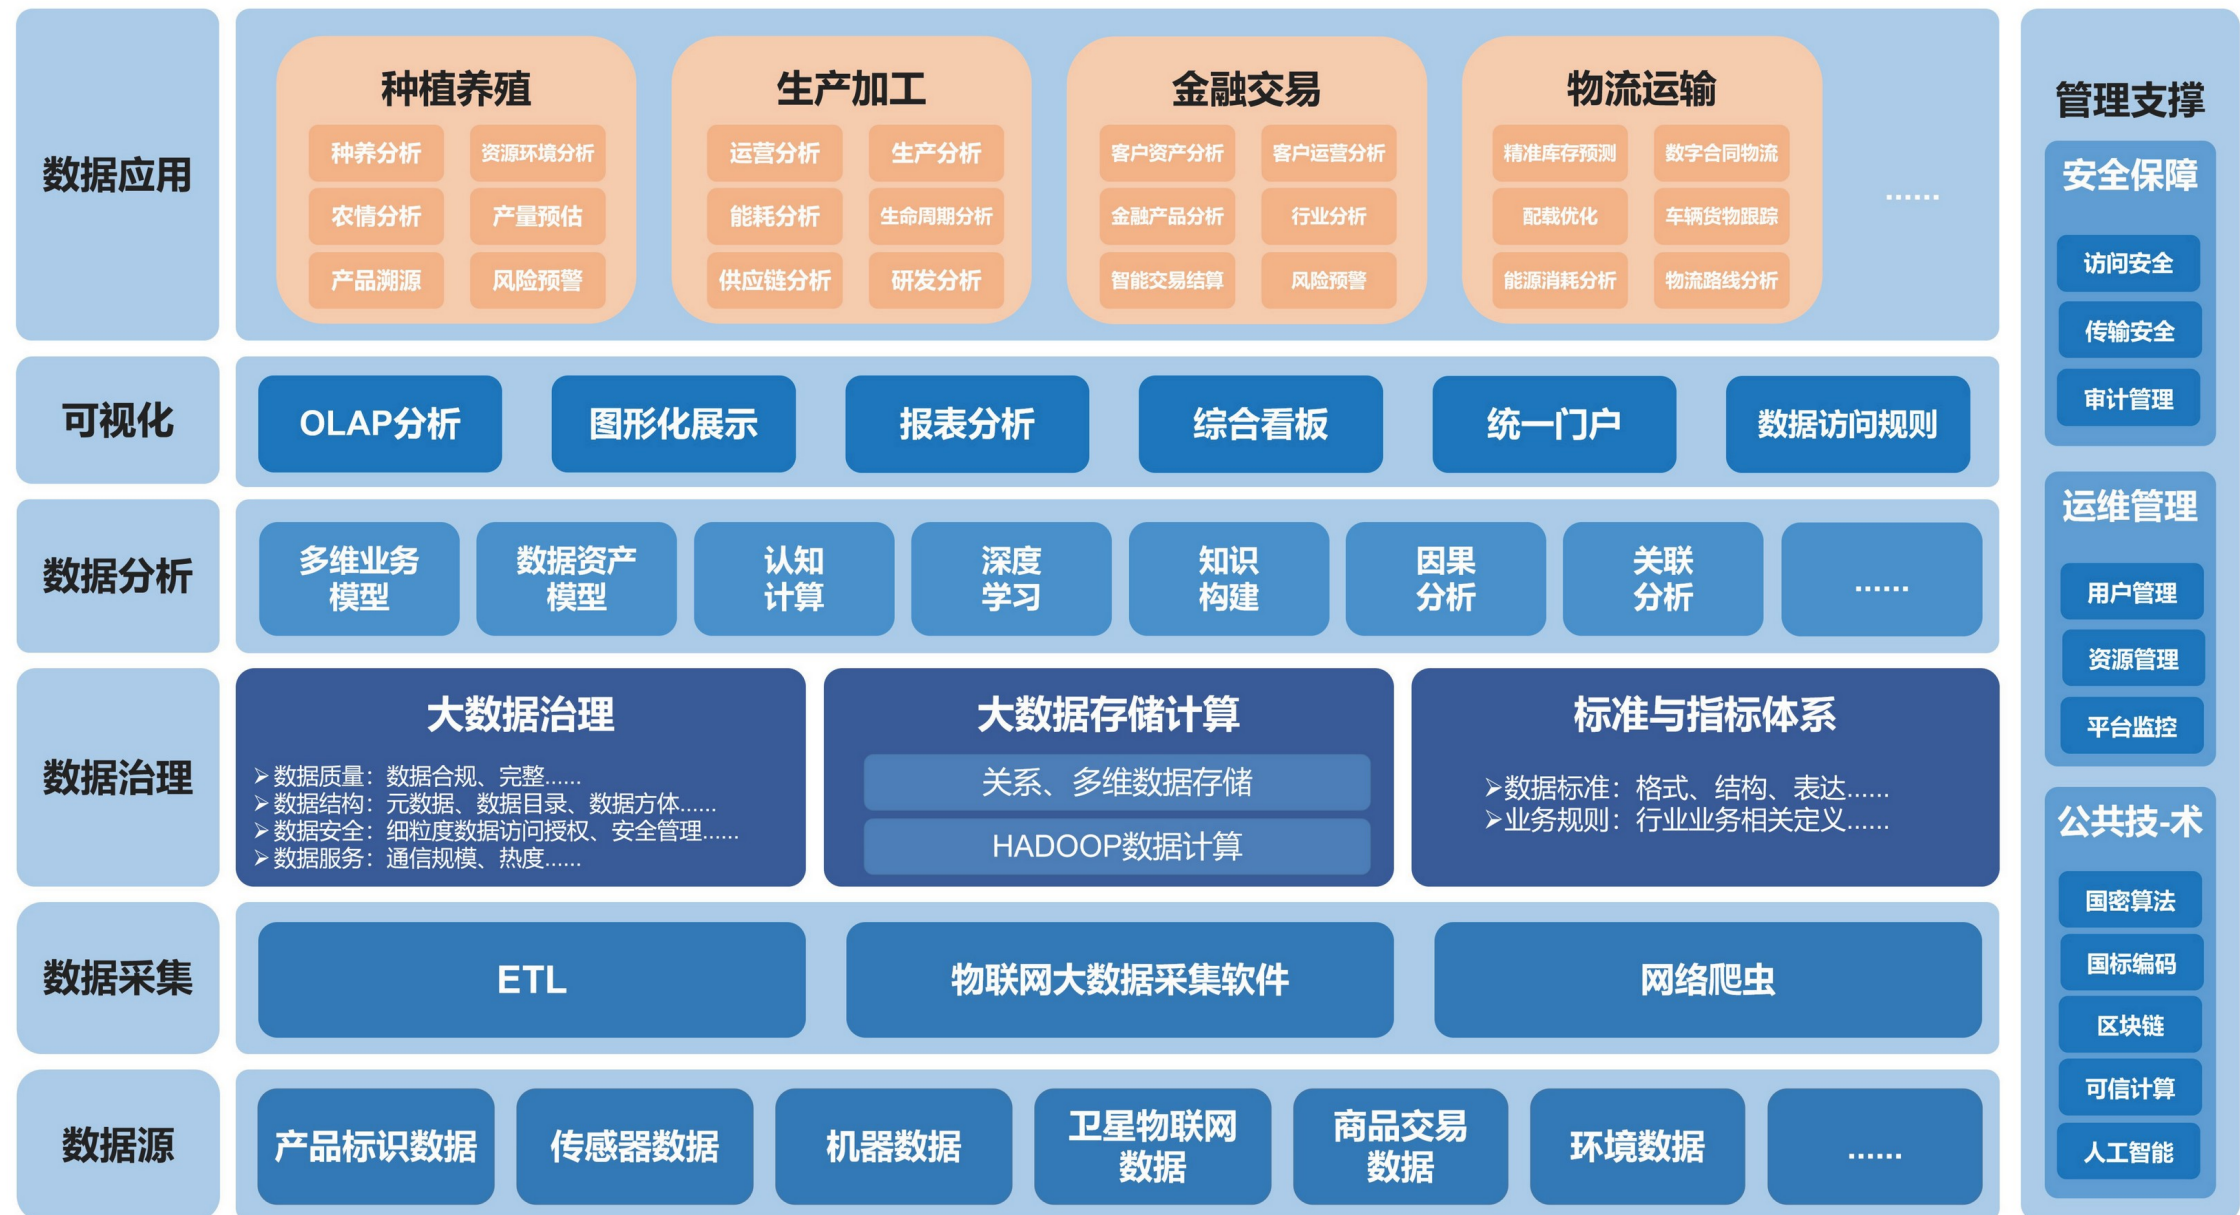 数据应用
种植养殖
种养分析
资源环境分析
农情分析
产量预估
产品溯源
风险预警
生产加工
运营分析
生产分析
能耗分析
生命周期分析
供应链分析
研发分析
金融交易
客户资产分析
客户运营分析
金融产品分析
行业分析
智能交易结算
风险预警
物流运输
精准库存预测
数字合同物流
配载优化
车辆货物跟踪
能源消耗分析
物流路线分析
……
可视化
OLAP分析
图形化展示
报表分析
综合看板
统一门户
数据访问规则
数据分析
多维业务
模型
数据资产
模型
认知
计算
深度
学习
知识
构建
因果
分析
关联
分析
……
数据治理
大数据治理
➢数据质量：数据合规、完整……
➢数据结构：元数据、数据目录、数据方体……
➢数据安全：细粒度数据访问授权、安全管理……
➢数据服务：通信规模、热度……
大数据存储计算
关系、多维数据存储
HADOOP数据计算
标准与指标体系
➢数据标准：格式、结构、表达……
➢业务规则：行业业务相关定义……
数据采集
ETL
物联网大数据采集软件
网络爬虫
数据源
产品标识数据
传感器数据
机器数据
卫星物联网
数据
商品交易
数据
环境数据
……
管理支撑
安全保障
访问安全
传输安全
审计管理
运维管理
用户管理
资源管理
平台监控
公共技-术
国密算法
国标编码
区块链
可信计算
人工智能